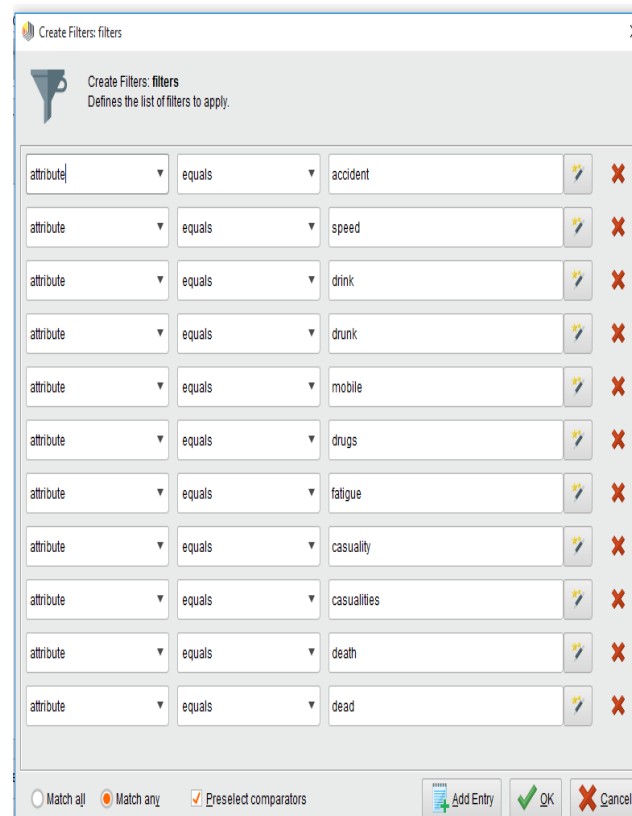 Create Filters: filters
Create Filters: filters
Defines the list of filters to apply.
attribute equals accident
attribute equals speed
attribute equals drink
attribute equals drunk
attribute equals mobile
attribute equals drugs
attribute equals fatigue
attribute equals casuality
attribute equals casualities
attribute equals death
attribute equals dead
Match all Match any Preselect comparators Add Entry OK Cancel